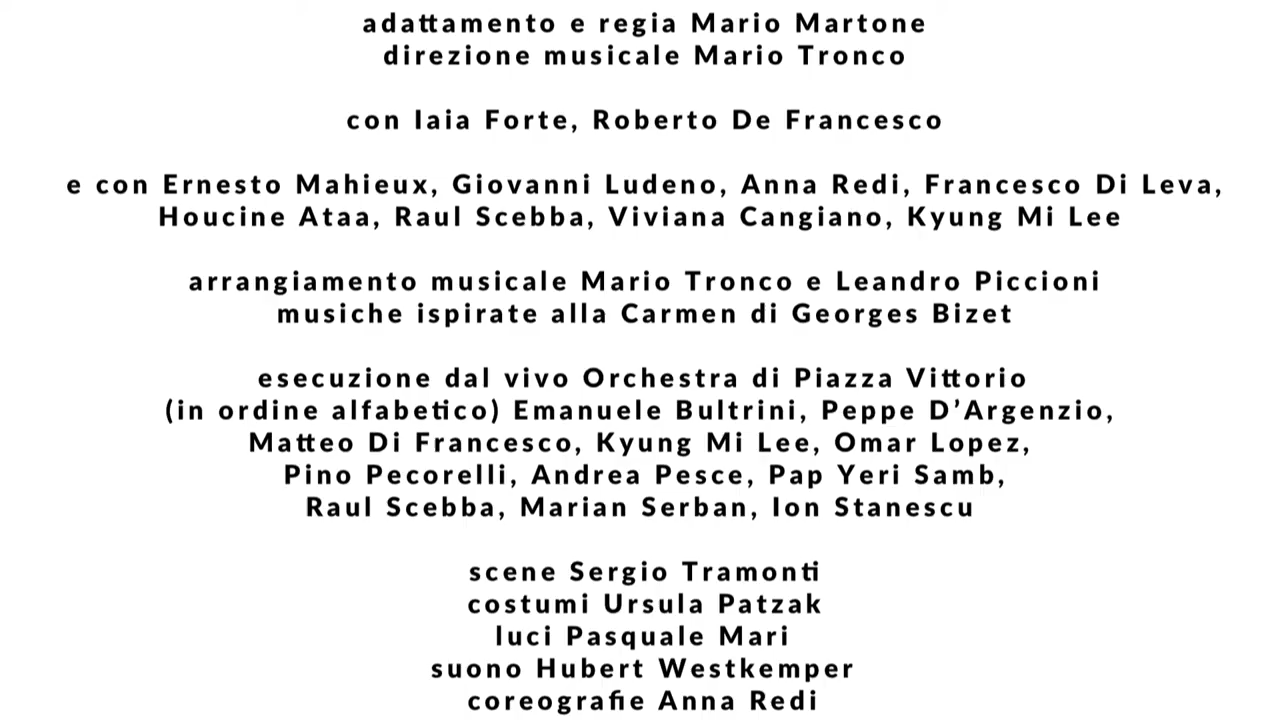 adattamento e regia Mario Martone
direzione musicale Mario Tronco
con Iaia Forte, Roberto De Francesco
e con Ernesto Mahieux, Giovanni Ludeno, Anna Redi, Francesco Di Leva,
Houcine Ataa, Raul Scebba, Viviana Cangiano, Kyung Mi Lee
arrangiamento musicale Mario Tronco e Leandro Piccioni
musiche ispirate alla Carmen di Georges Bizet
esecuzione dal vivo Orchestra di Piazza Vittorio
(in ordine alfabetico) Emanuele Bultrini, Peppe D’Argenzio,
Matteo Di Francesco, Kyung Mi Lee, Omar Lopez,
Pino Pecorelli, Andrea Pesce, Pap Yeri Samb,
Raul Scebba, Marian Serban, Ion Stanescu
scene Sergio Tramonti
costumi Ursula Patzak
luci Pasquale Mari
suono Hubert Westkemper
coreografie Anna Redi